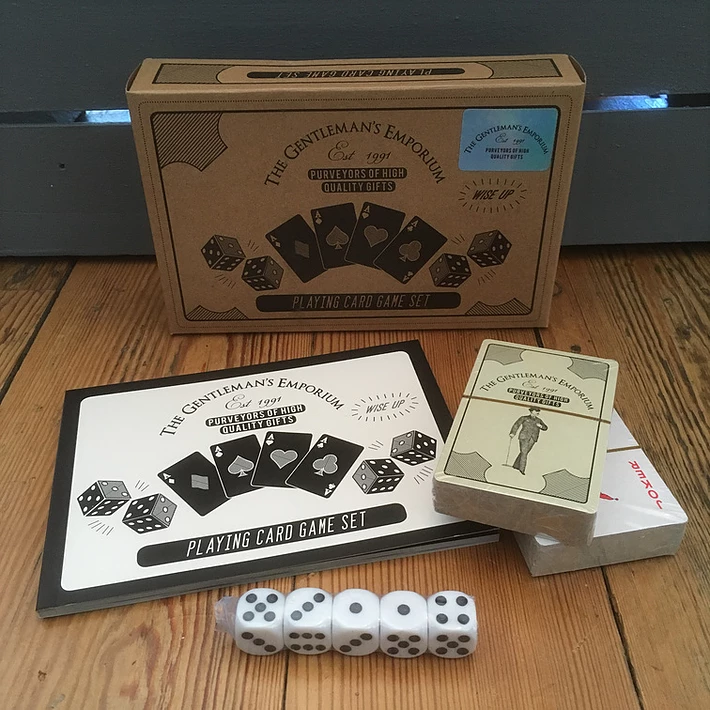 PLAYING CARD GAME SET
THE GENTLEMAN'S EMPORIUM
Est 1991
PURVEYORS OF HIGH
QUALITY GIFTS
THE GENTLEMAN'S EMPORIUM
Est 1991
PURVEYORS OF HIGH
QUALITY GIFTS
WISE UP
A
A
A
A
PLAYING CARD GAME SET
THE GENTLEMAN'S EMPORIUM
Est 1991
PURVEYORS OF HIGH
QUALITY GIFTS
WISE UP
A
A
A
A
PLAYING CARD GAME SET
THE GENTLEMAN'S EMPORIUM
Est 1991
PURVEYORS OF HIGH
QUALITY GIFTS
JOKER